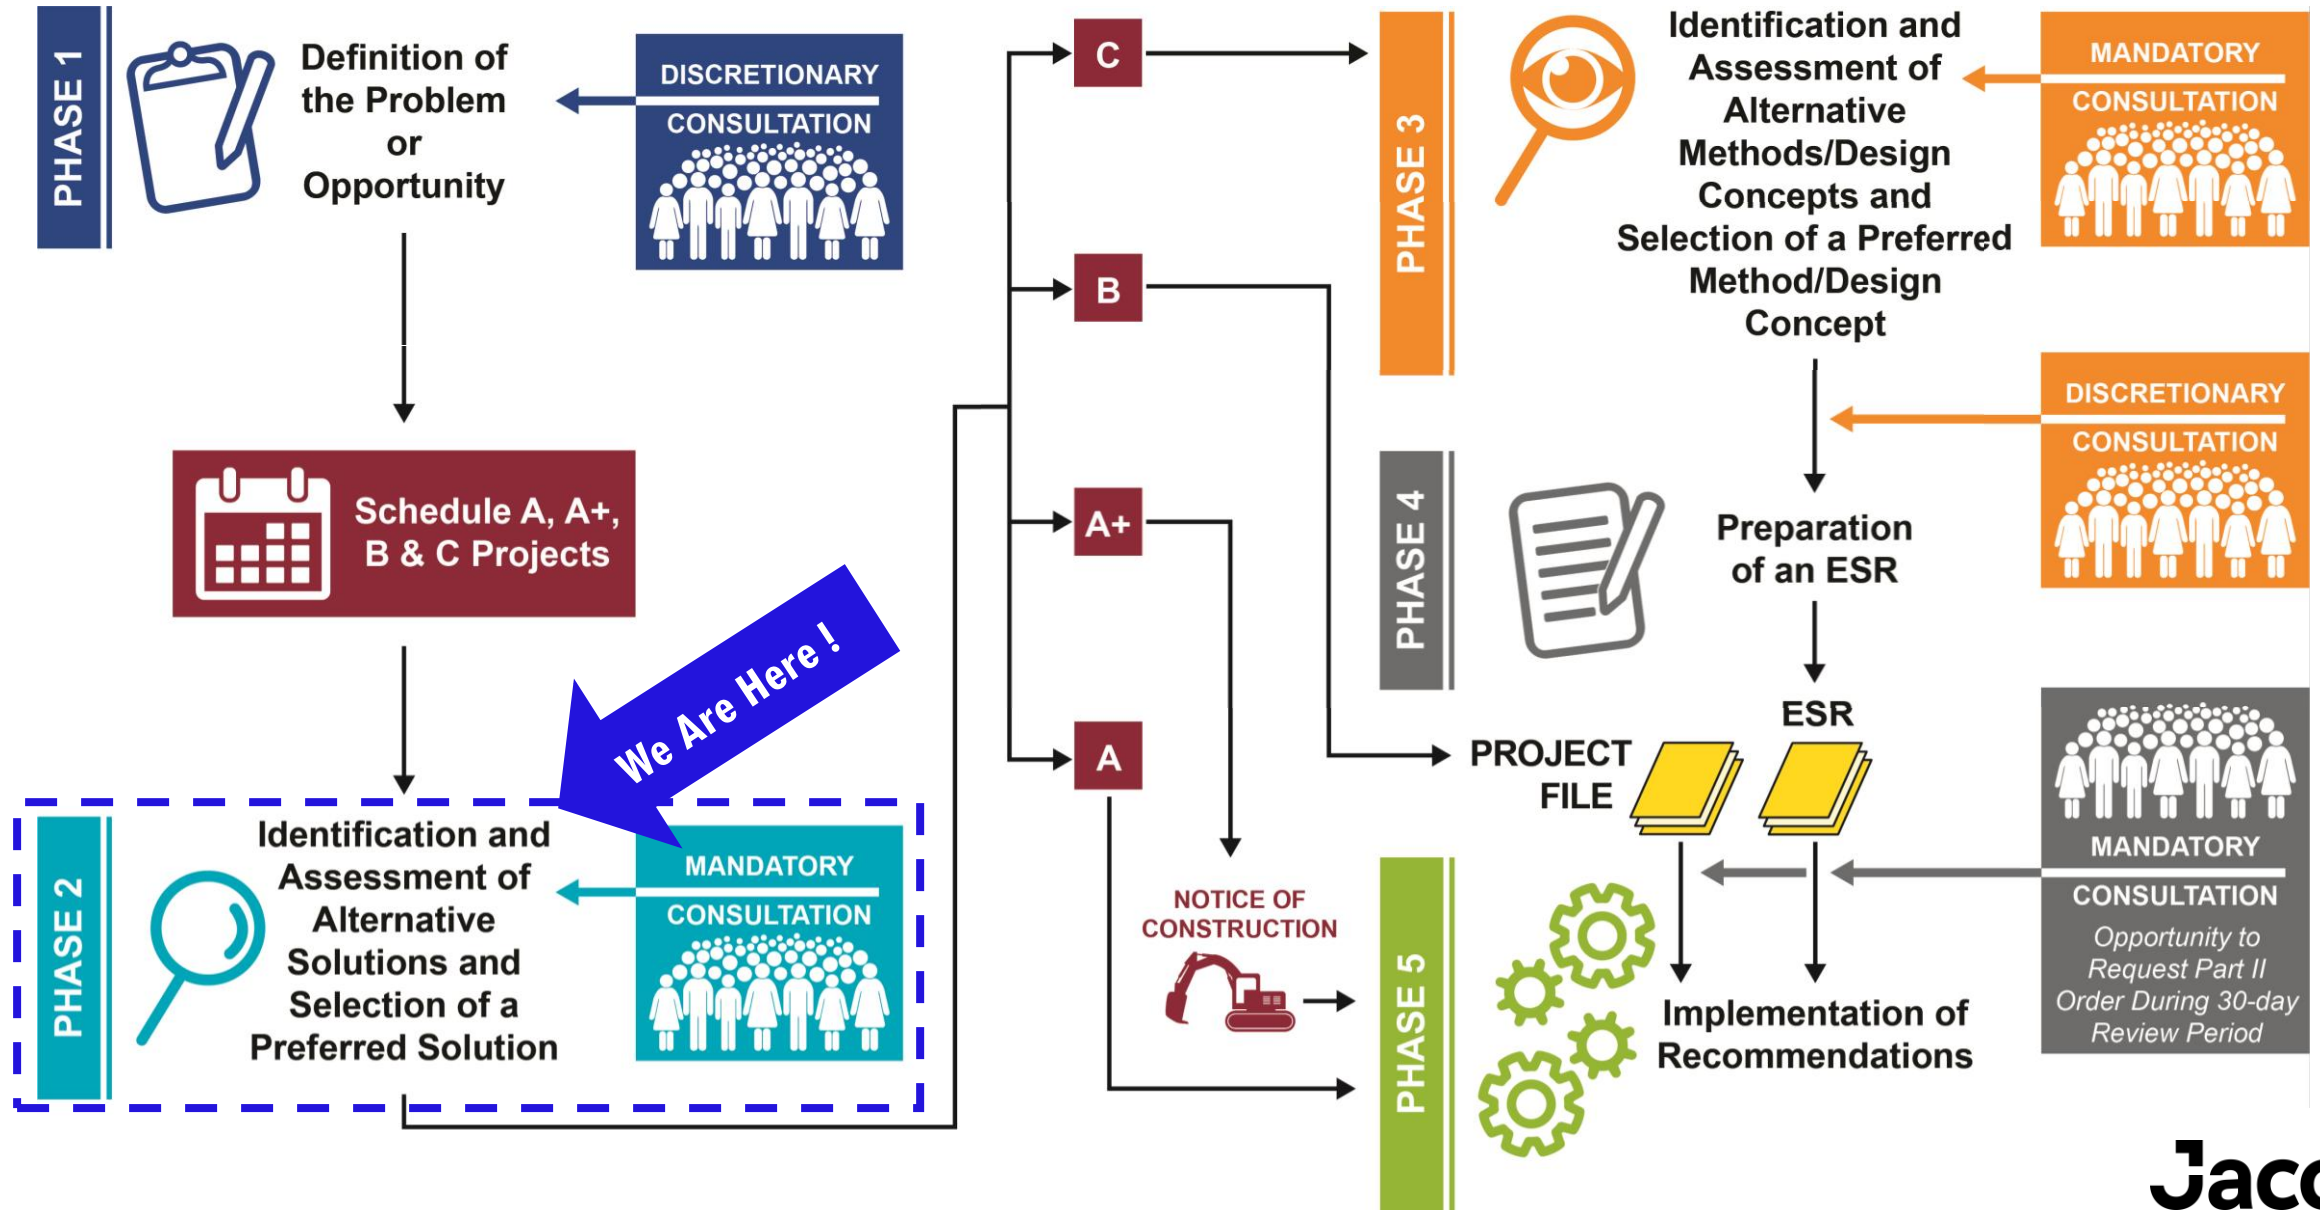 PHASE 1
Definition of
the Problem
or
Opportunity
DISCRETIONARY
CONSULTATION
Schedule A, A+,
B & C Projects
We Are Here !
PHASE 2
Identification and
Assessment of
Alternative
Solutions and
Selection of a
Preferred Solution
MANDATORY
CONSULTATION
C
B
A+
A
NOTICE OF
CONSTRUCTION
PHASE 3
Identification and
Assessment of
Alternative
Methods/Design
Concepts and
Selection of a Preferred
Method/Design
Concept
MANDATORY
CONSULTATION
DISCRETIONARY
CONSULTATION
PHASE 4
Preparation
of an ESR
ESR
PROJECT
FILE
MANDATORY
CONSULTATION
Opportunity to
Request Part II
Order During 30-day
Review Period
PHASE 5
Implementation of
Recommendations